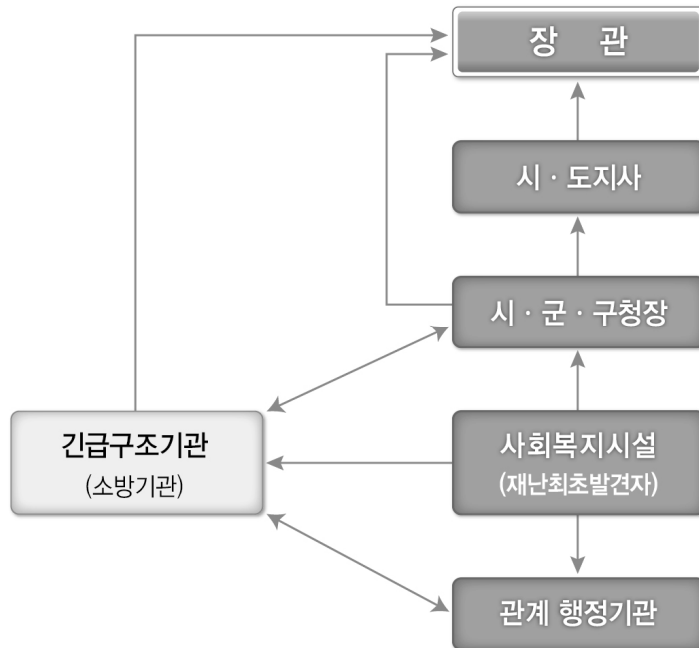 장 관
시 · 도지사
시 · 군 · 구청장
긴급구조기관
(소방기관)
사회복지시설
(재난최초발견자)
관계 행정기관